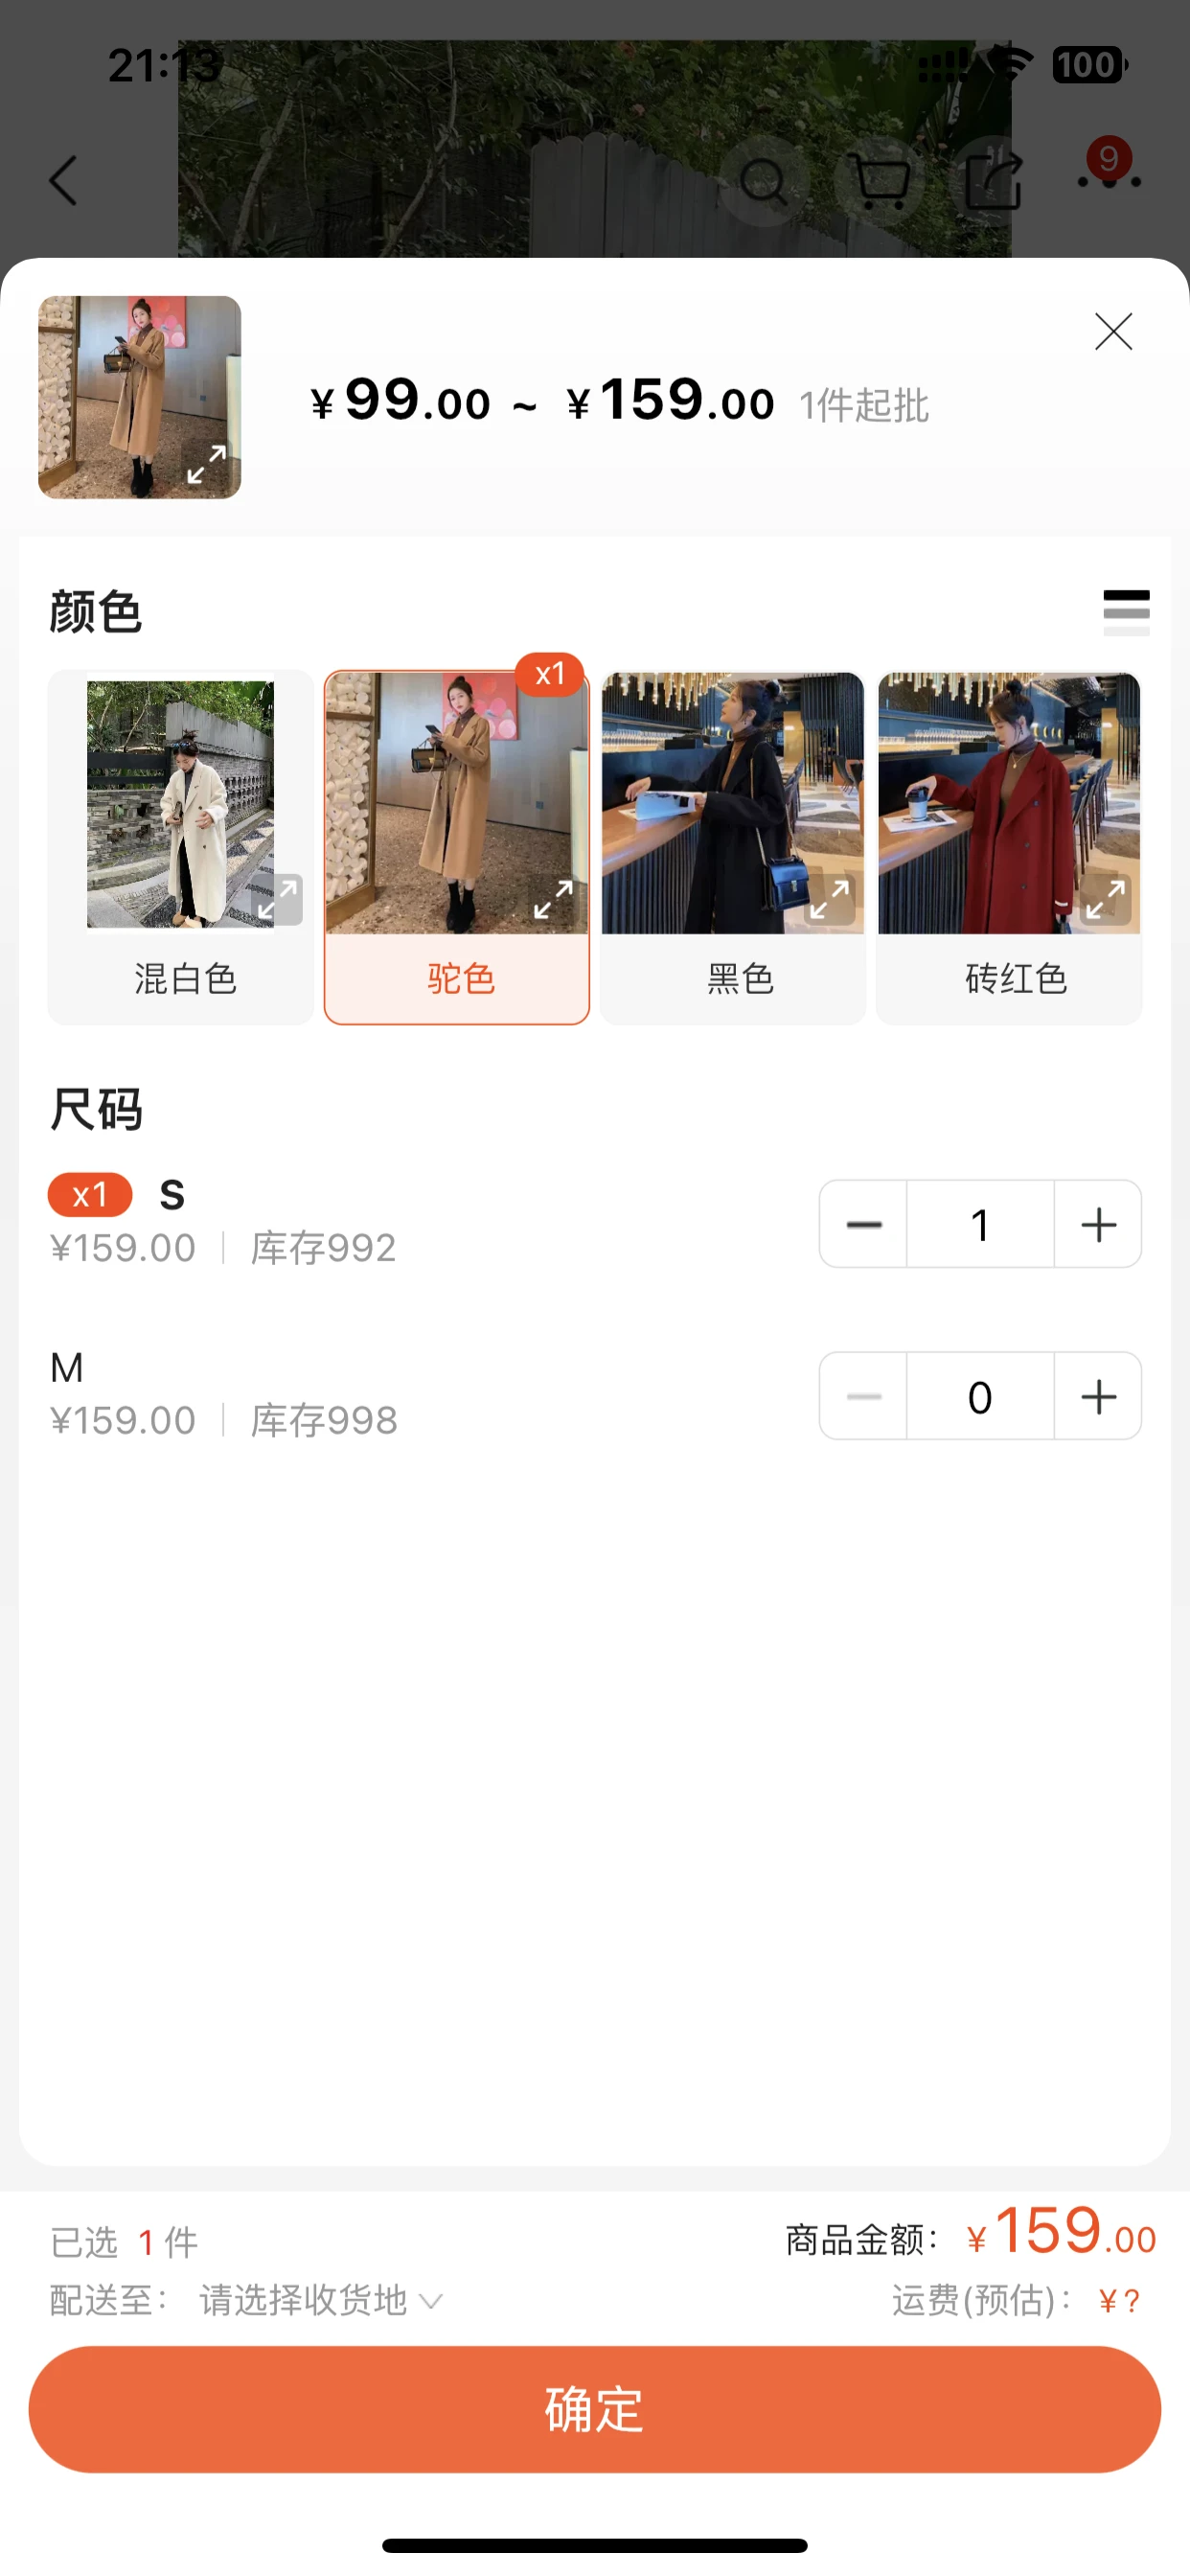 21:13
100
9
¥99.00 ~ ¥159.00 1件起批
颜色
x1
混白色
驼色
黑色
砖红色
尺码
x1 S
¥159.00 库存992
1
M
¥159.00 库存998
0
已选 1 件
商品金额： ¥159.00
配送至： 请选择收货地
运费(预估)： ¥?
确定